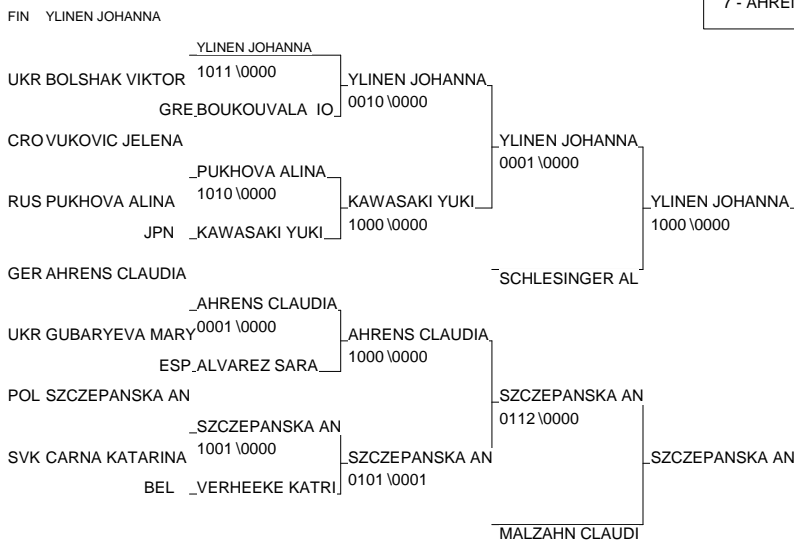 7 - AHREN
FIN YLINEN JOHANNA
YLINEN JOHANNA
1011 \0000
UKR BOLSHAK VIKTOR
YLINEN JOHANNA
0010 \0000
GRE BOUKOUVALA IO
CRO VUKOVIC JELENA
YLINEN JOHANNA
0001 \0000
PUKHOVA ALINA
1010 \0000
RUS PUKHOVA ALINA
KAWASAKI YUKI
1000 \0000
YLINEN JOHANNA
1000 \0000
JPN KAWASAKI YUKI
GER AHRENS CLAUDIA
SCHLESINGER AL
AHRENS CLAUDIA
0001 \0000
UKR GUBARYEVA MARY
AHRENS CLAUDIA
1000 \0000
ESP ALVAREZ SARA
POL SZCZEPANSKA AN
SZCZEPANSKA AN
0112 \0000
SZCZEPANSKA AN
1001 \0000
SVK CARNA KATARINA
SZCZEPANSKA AN
0101 \0001
SZCZEPANSKA AN
BEL VERHEEKE KATRI
MALZAHN CLAUDI